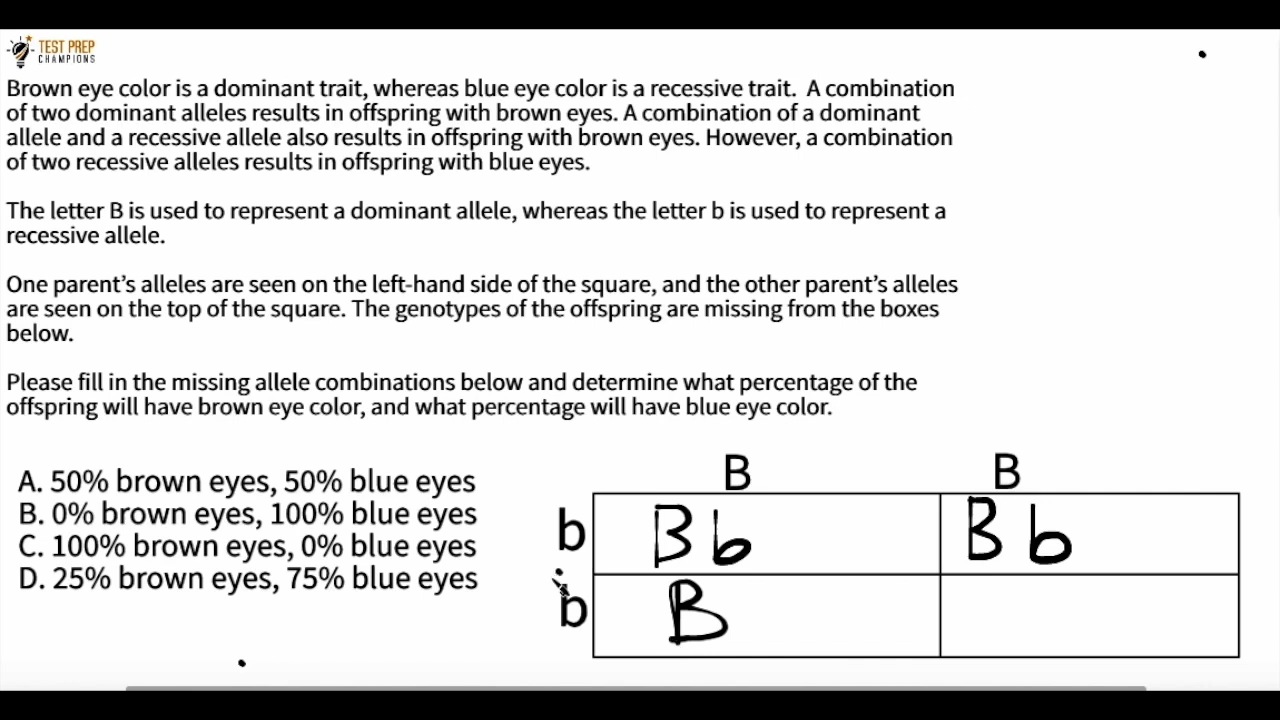 TEST PREP
CHAMPIONS
Brown eye color is a dominant trait, whereas blue eye color is a recessive trait. A combination
of two dominant alleles results in offspring with brown eyes. A combination of a dominant
allele and a recessive allele also results in offspring with brown eyes. However, a combination
of two recessive alleles results in offspring with blue eyes.
The letter B is used to represent a dominant allele, whereas the letter b is used to represent a
recessive allele.
One parent's alleles are seen on the left-hand side of the square, and the other parent's alleles
are seen on the top of the square. The genotypes of the offspring are missing from the boxes
below.
Please fill in the missing allele combinations below and determine what percentage of the
offspring will have brown eye color, and what percentage will have blue eye color.
A. 50% brown eyes, 50% blue eyes
B. 0% brown eyes, 100% blue eyes
C. 100% brown eyes, 0% blue eyes
D. 25% brown eyes, 75% blue eyes
B B
b Bb Bb
b B